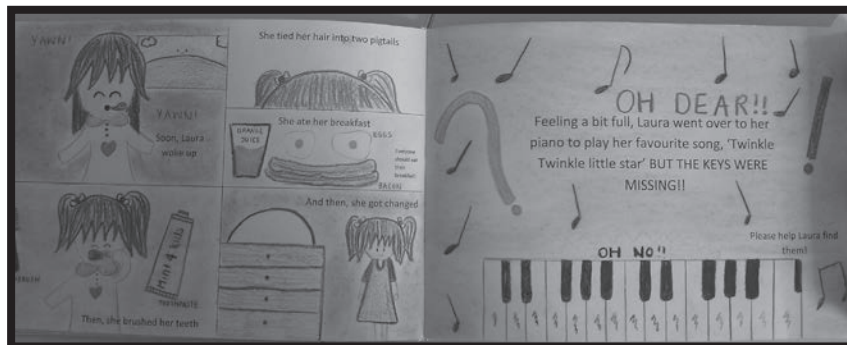 YAWN!
YAWN!
Soon, Laura
woke up
She tied her hair into two pigtails
She ate her breakfast
ORANGE
JUICE
EGGS
BACON
Then, she brushed her teeth
And then, she got changed
OH DEAR!!
Feeling a bit full, Laura went over to her
piano to play her favourite song, 'Twinkle
Twinkle little star' BUT THE KEYS WERE
MISSING!!
Please help Laura find
them!
OH NO!!